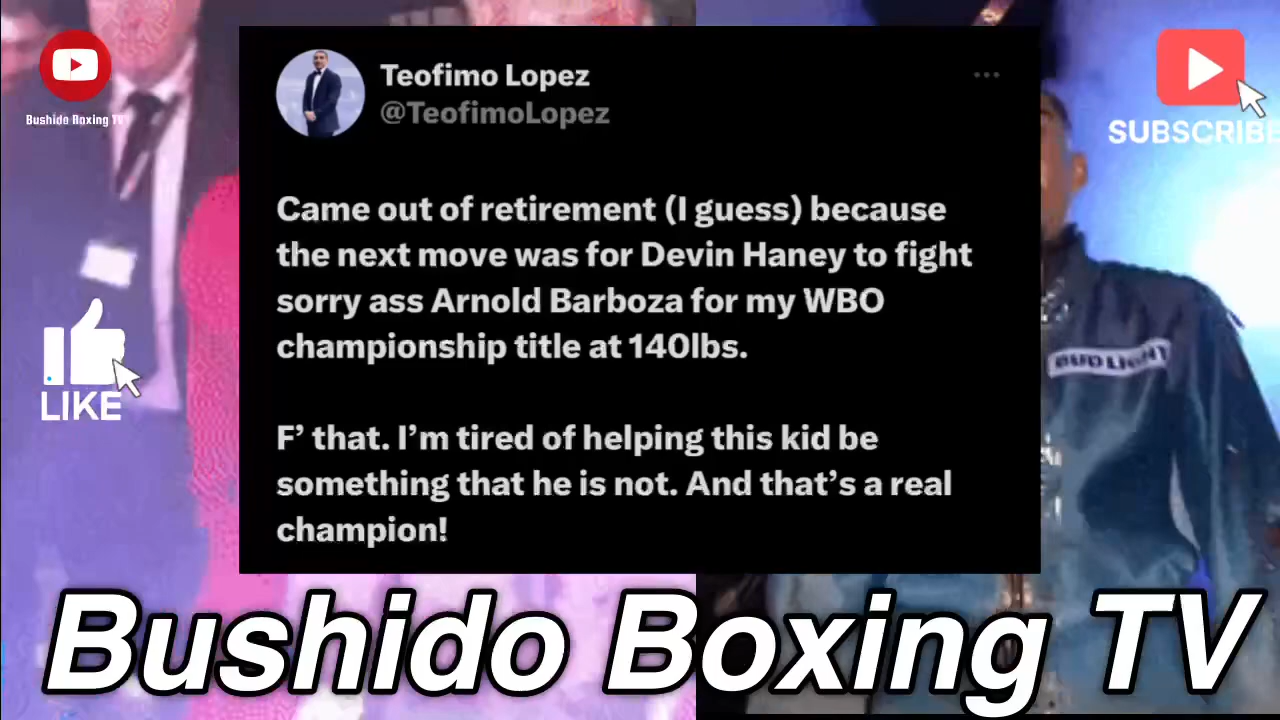 Bushido Boxing TV
Teofimo Lopez
@TeofimoLopez
SUBSCRIBE
Came out of retirement (I guess) because
the next move was for Devin Haney to fight
sorry ass Arnold Barboza for my WBO
championship title at 140lbs.
F’ that. I’m tired of helping this kid be
something that he is not. And that’s a real
champion!
LIKE
BUD LIGHT
Bushido Boxing TV